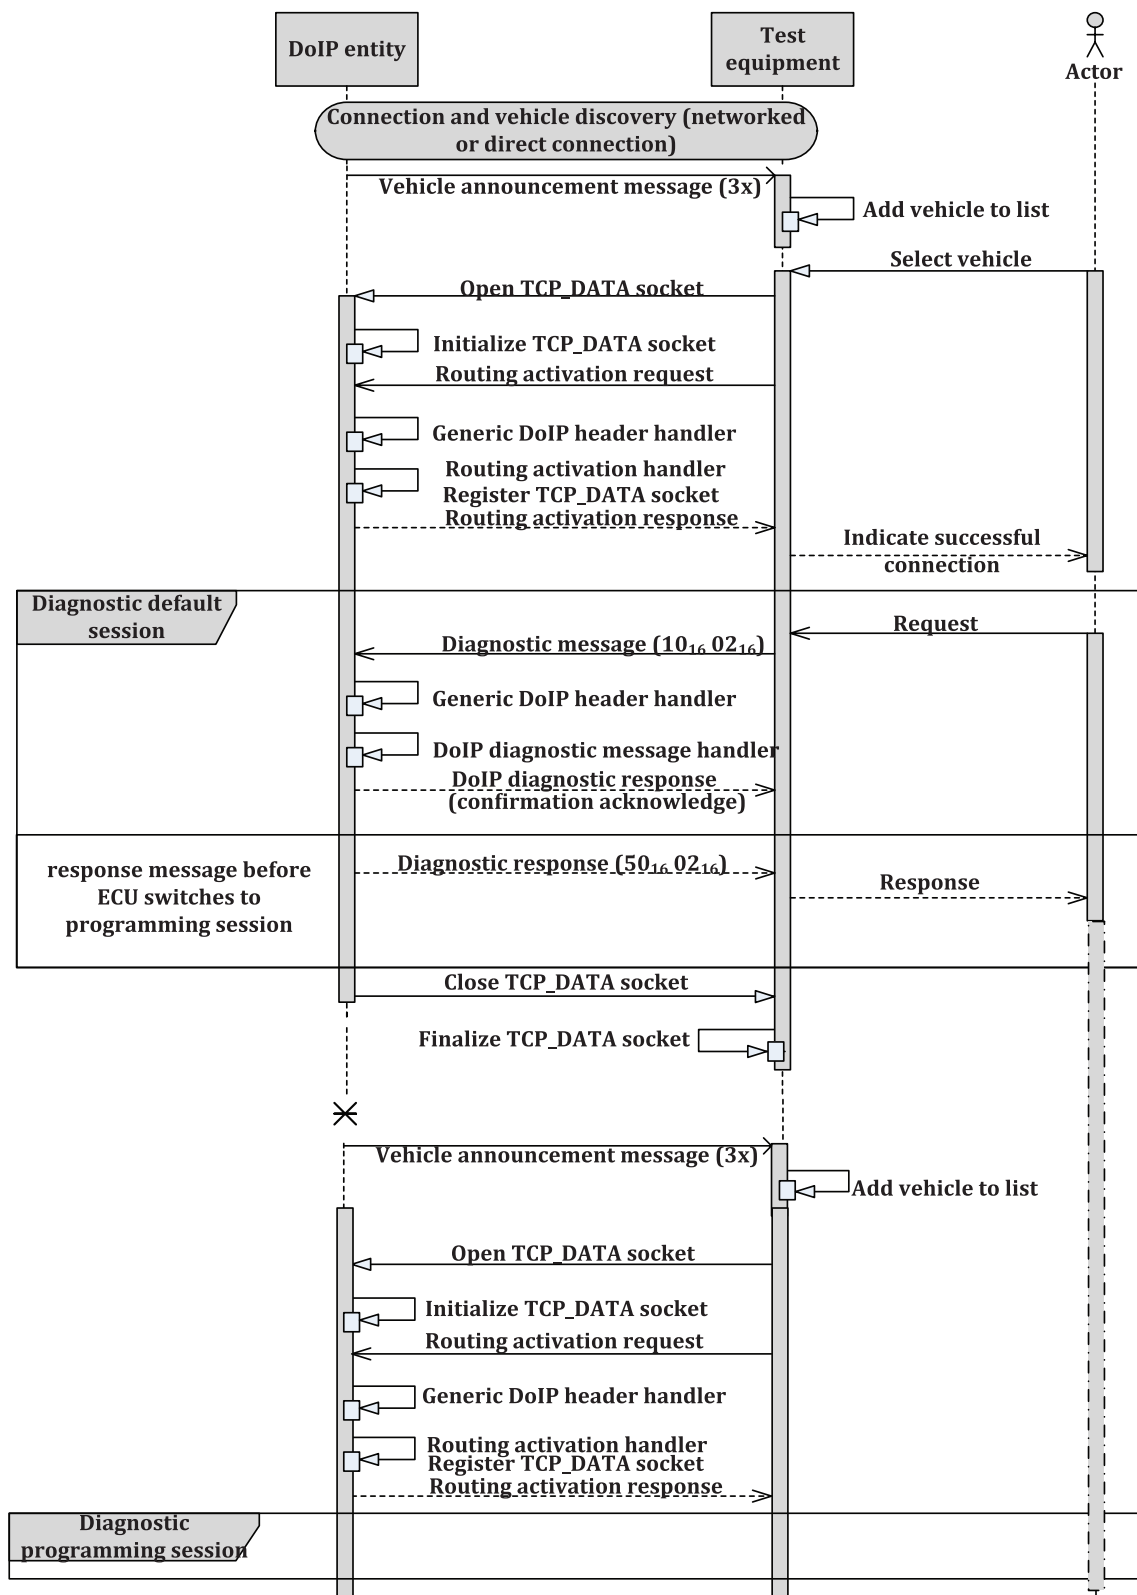 DoIP entity
Test
equipment
Actor
Connection and vehicle discovery (networked
or direct connection)
Vehicle announcement message (3x)
Add vehicle to list
Select vehicle
Open TCP_DATA socket
Initialize TCP_DATA socket
Routing activation request
Generic DoIP header handler
Routing activation handler
Register TCP_DATA socket
Routing activation response
Indicate successful
connection
Diagnostic default
session
Request
Diagnostic message (10₁₆ 02₁₆)
Generic DoIP header handler
DoIP diagnostic message handler
DoIP diagnostic response
(confirmation acknowledge)
response message before
ECU switches to
programming session
Diagnostic response (50₁₆ 02₁₆)
Response
Close TCP_DATA socket
Finalize TCP_DATA socket
Vehicle announcement message (3x)
Add vehicle to list
Open TCP_DATA socket
Initialize TCP_DATA socket
Routing activation request
Generic DoIP header handler
Routing activation handler
Register TCP_DATA socket
Routing activation response
Diagnostic
programming session